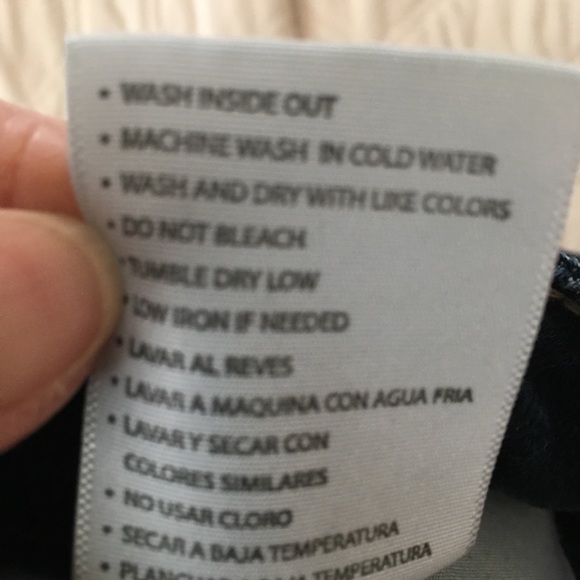 • WASH INSIDE OUT
• MACHINE WASH IN COLD WATER
• WASH AND DRY WITH LIKE COLORS
• DO NOT BLEACH
• TUMBLE DRY LOW
• LOW IRON IF NEEDED
• LAVAR AL REVES
• LAVAR A MAQUINA CON AGUA FRIA
• LAVAR Y SECAR CON
COLORES SIMILARES
• NO USAR CLORO
• SECAR A BAJA TEMPERATURA
• BAJA TEMPERATURA